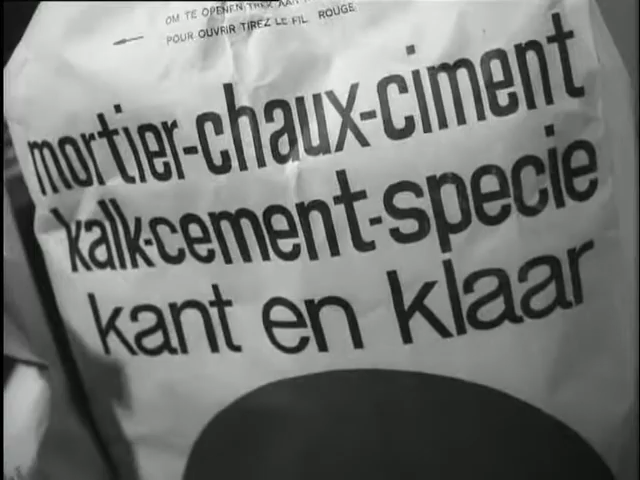 OM TE OPENEN TREK AAN
POUR OUVRIR TIREZ LE FIL ROUGE
mortier-chaux-ciment
kalk-cement-specie
kant en klaar